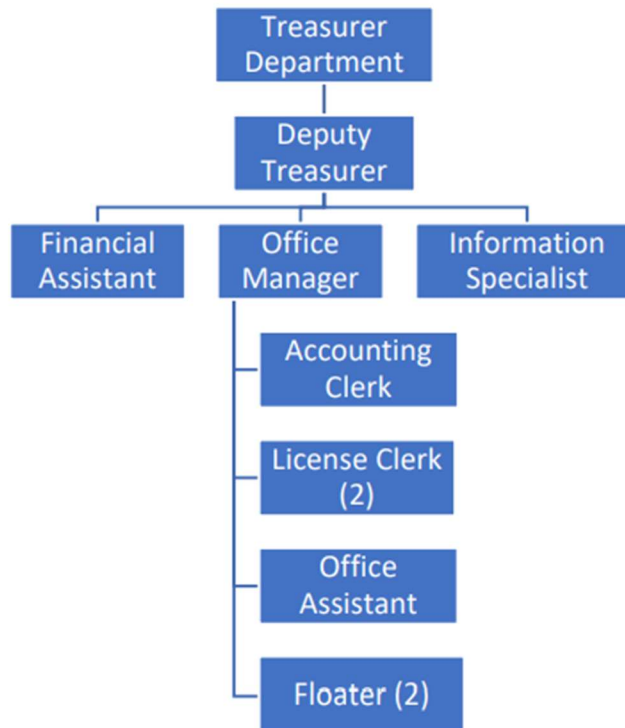 Treasurer
Department
Deputy
Treasurer
Financial
Assistant
Office
Manager
Information
Specialist
Accounting
Clerk
License Clerk
(2)
Office
Assistant
Floater (2)